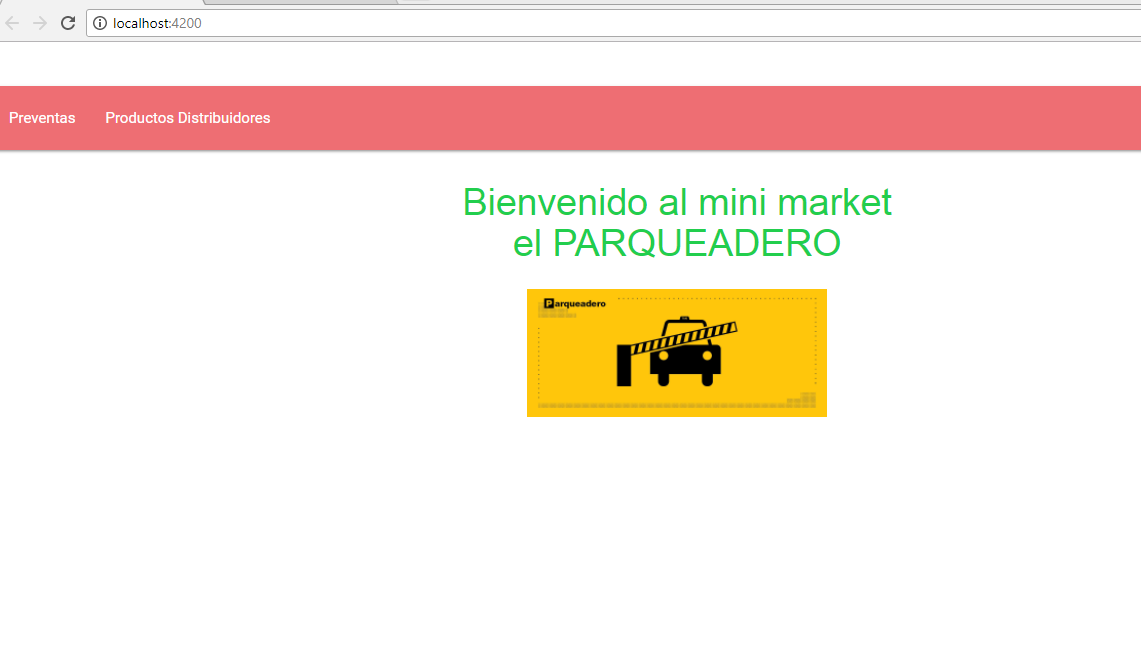 localhost:4200
Preventas Productos Distribuidores
Bienvenido al mini market
el PARQUEADERO
Parqueadero